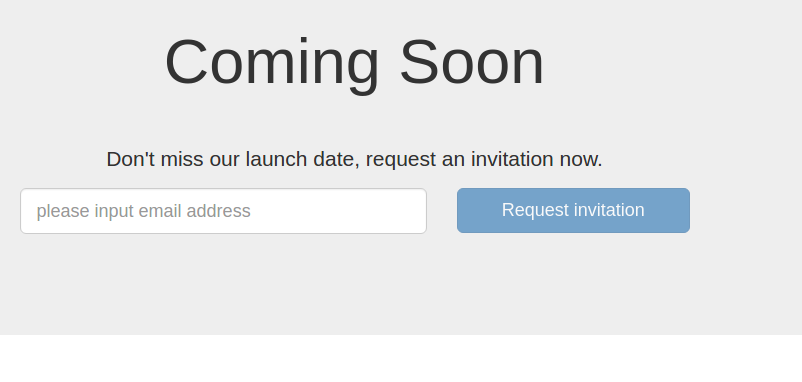 Coming Soon
Don't miss our launch date, request an invitation now.
please input email address
Request invitation